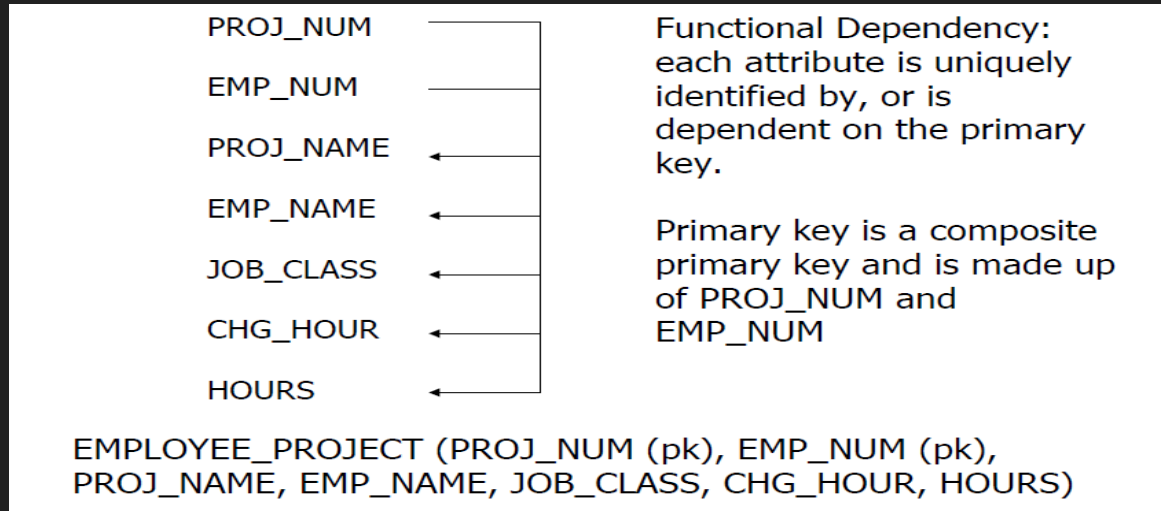 PROJ_NUM
EMP_NUM
PROJ_NAME
EMP_NAME
JOB_CLASS
CHG_HOUR
HOURS
Functional Dependency:
each attribute is uniquely
identified by, or is
dependent on the primary
key.
Primary key is a composite
primary key and is made up
of PROJ_NUM and
EMP_NUM
EMPLOYEE_PROJECT (PROJ_NUM (pk), EMP_NUM (pk),
PROJ_NAME, EMP_NAME, JOB_CLASS, CHG_HOUR, HOURS)